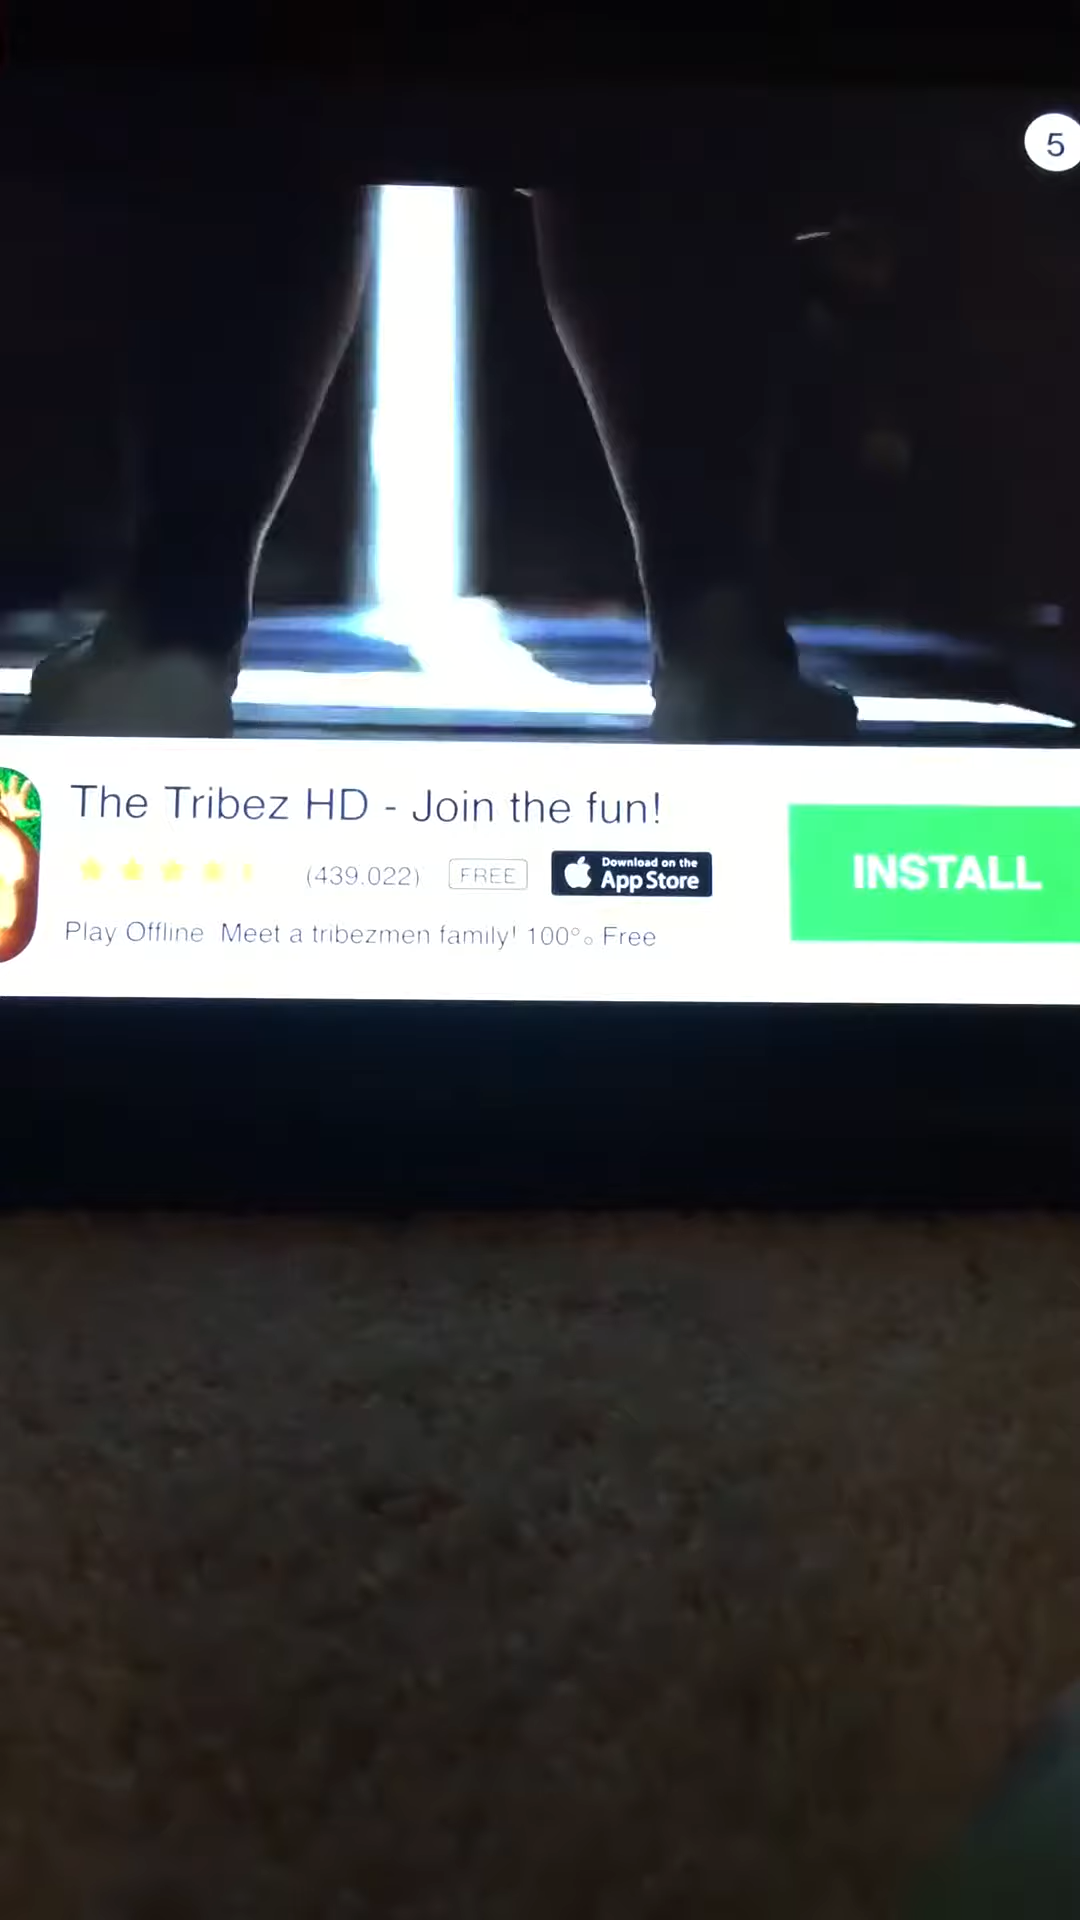 5
The Tribez HD - Join the fun!
(439.022) FREE Download on the App Store
INSTALL
Play Offline Meet a tribezmen family! 100% Free